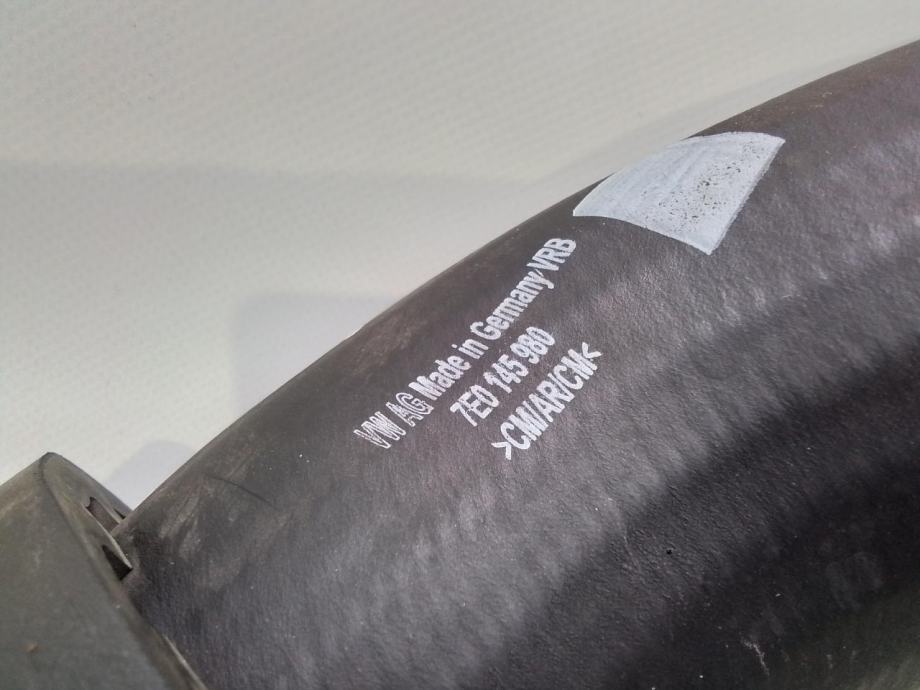 VW AG Made in Germany VRB
7E0 145 980
>CM/AR/CM<